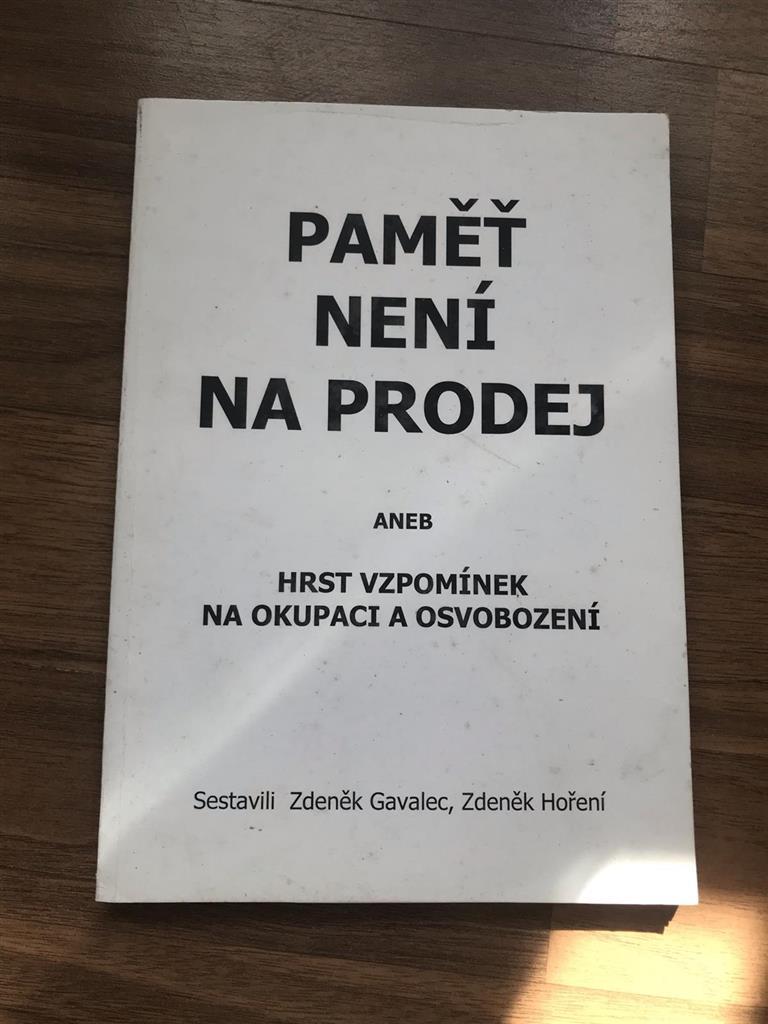 PAMĚŤ
NENÍ
NA PRODEJ
ANEB
HRST VZPOMÍNEK
NA OKUPACI A OSVOBOZENÍ
Sestavili Zdeněk Gavalec, Zdeněk Hoření